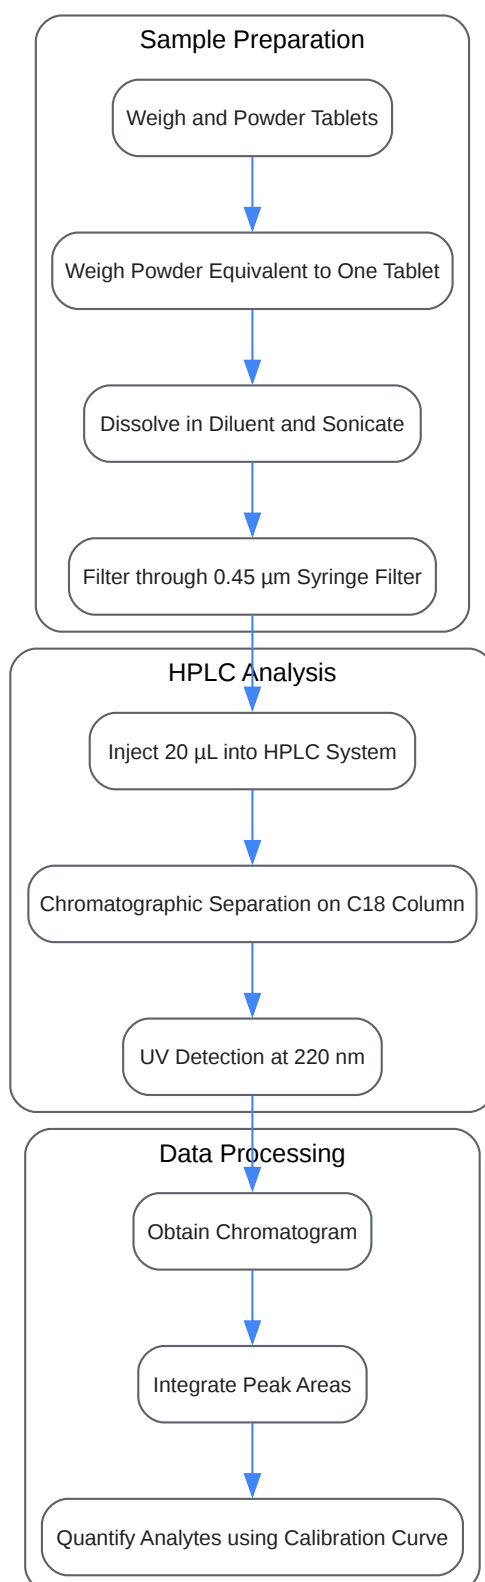 Sample Preparation
Weigh and Powder Tablets
Weigh Powder Equivalent to One Tablet
Dissolve in Diluent and Sonicate
Filter through 0.45 µm Syringe Filter
HPLC Analysis
Inject 20 µL into HPLC System
Chromatographic Separation on C18 Column
UV Detection at 220 nm
Data Processing
Obtain Chromatogram
Integrate Peak Areas
Quantify Analytes using Calibration Curve